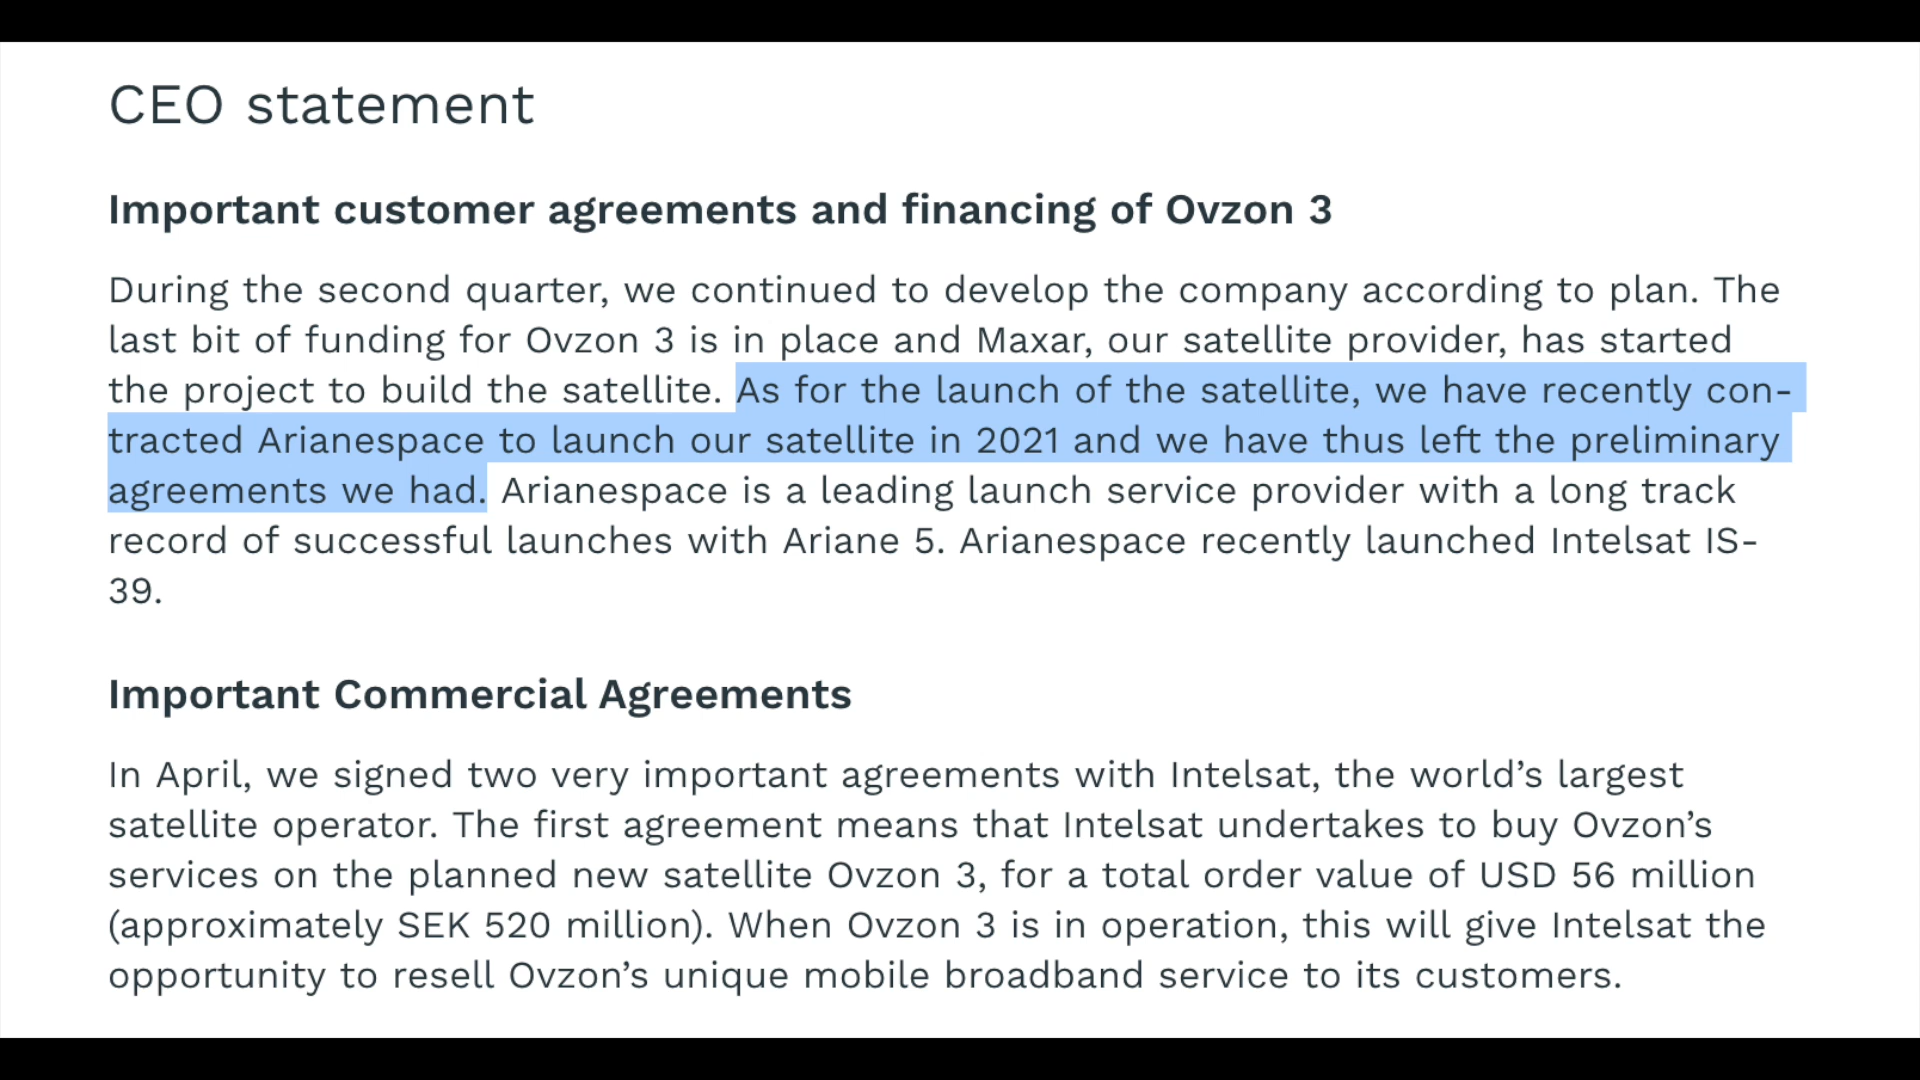 CEO statement
Important customer agreements and financing of Ovzon 3
During the second quarter, we continued to develop the company according to plan. The
last bit of funding for Ovzon 3 is in place and Maxar, our satellite provider, has started
the project to build the satellite. As for the launch of the satellite, we have recently con-
tracted Arianespace to launch our satellite in 2021 and we have thus left the preliminary
agreements we had. Arianespace is a leading launch service provider with a long track
record of successful launches with Ariane 5. Arianespace recently launched Intelsat IS-
39.
Important Commercial Agreements
In April, we signed two very important agreements with Intelsat, the world’s largest
satellite operator. The first agreement means that Intelsat undertakes to buy Ovzon’s
services on the planned new satellite Ovzon 3, for a total order value of USD 56 million
(approximately SEK 520 million). When Ovzon 3 is in operation, this will give Intelsat the
opportunity to resell Ovzon’s unique mobile broadband service to its customers.